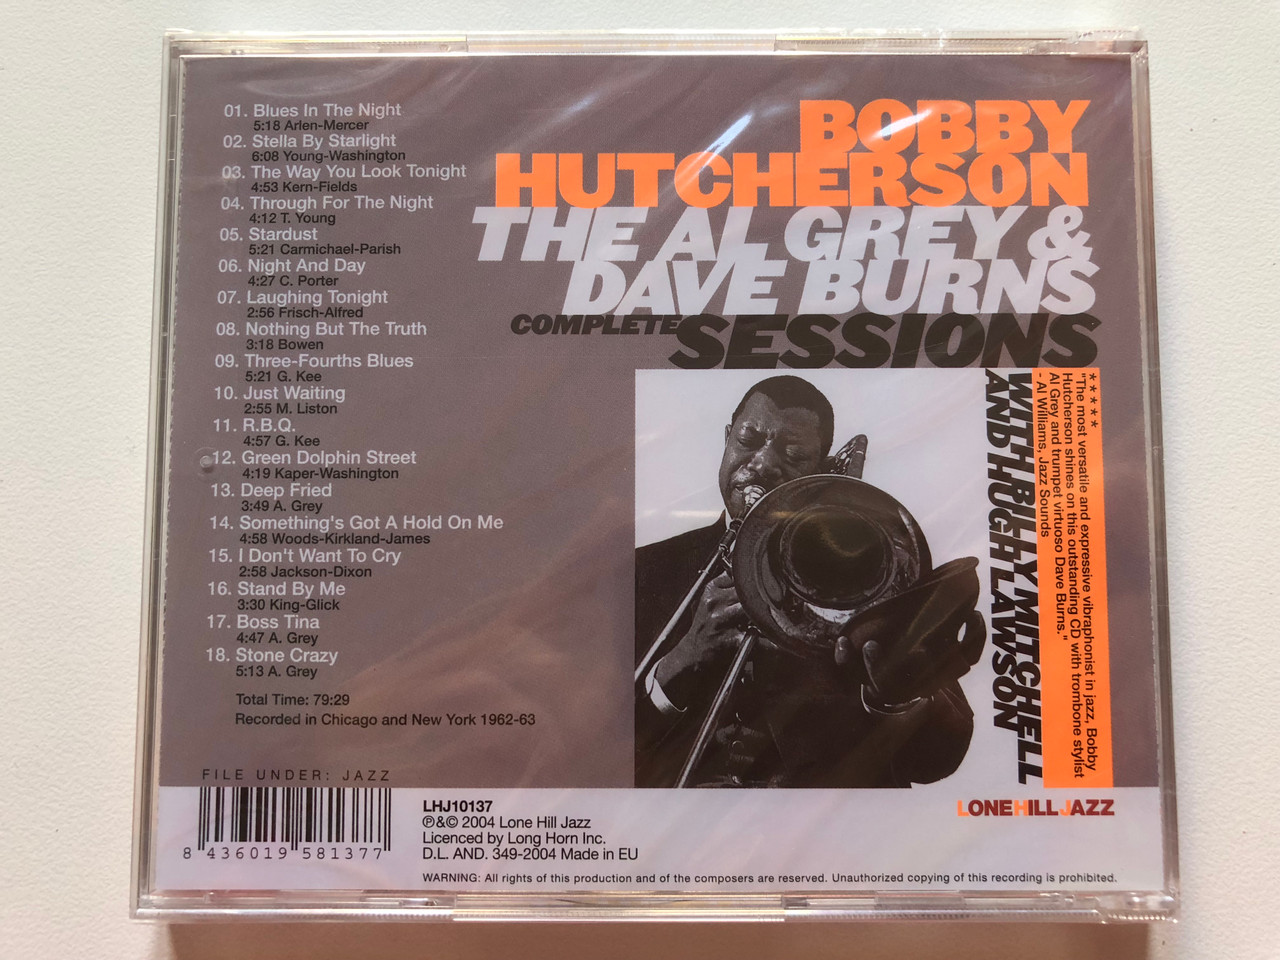 01. Blues In The Night
5:18 Arlen-Mercer
02. Stella By Starlight
6:08 Young-Washington
03. The Way You Look Tonight
4:53 Kern-Fields
04. Through For The Night
4:12 T. Young
05. Stardust
5:21 Carmichael-Parish
06. Night And Day
4:27 C. Porter
07. Laughing Tonight
2:56 Frisch-Alfred
08. Nothing But The Truth
3:18 Bowen
09. Three-Fourths Blues
5:21 G. Kee
10. Just Waiting
2:55 M. Liston
11. R.B.Q.
4:57 G. Kee
12. Green Dolphin Street
4:19 Kaper-Washington
13. Deep Fried
3:49 A. Grey
14. Something's Got A Hold On Me
4:58 Woods-Kirkland-James
15. I Don't Want To Cry
2:58 Jackson-Dixon
16. Stand By Me
3:30 King-Glick
17. Boss Tina
4:47 A. Grey
18. Stone Crazy
5:13 A. Grey
Total Time: 79:29
Recorded in Chicago and New York 1962-63
FILE UNDER: JAZZ
BOBBY
HUTCHERSON
THE AL GREY &
DAVE BURNS
COMPLETE SESSIONS
WITH BILLY MITCHELL
AND HUGH LAWSON
*****
"The most versatile and expressive vibraphonist in jazz, Bobby
Hutcherson shines on this outstanding CD with trombone stylist
Al Grey and trumpet virtuoso Dave Burns."
- Al Williams, Jazz Sounds
8 436019 581377
LHJ10137
℗&© 2004 Lone Hill Jazz
Licenced by Long Horn Inc.
D.L. AND. 349-2004 Made in EU
LONEHILLJAZZ
WARNING: All rights of this production and of the composers are reserved. Unauthorized copying of this recording is prohibited.